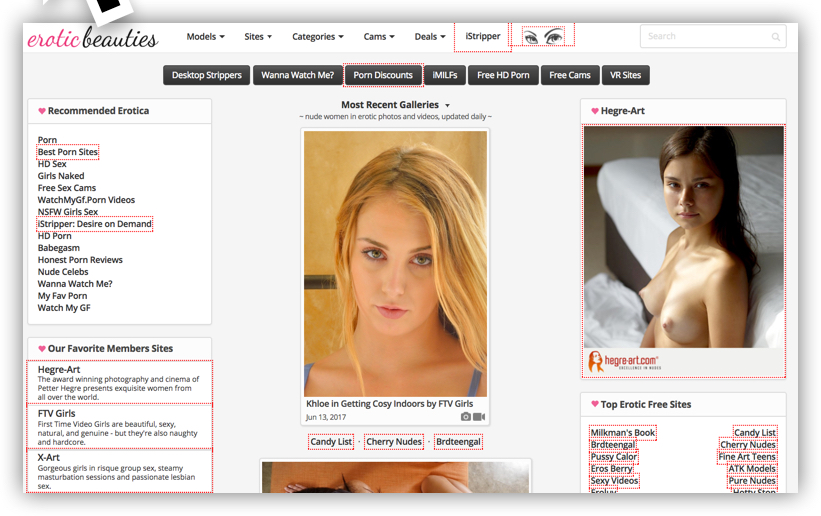 erotic beauties
Models Sites Categories Cams Deals iStripper
Search
Desktop Strippers Wanna Watch Me? Porn Discounts iMILFs Free HD Porn Free Cams VR Sites
Recommended Erotica
Porn
Best Porn Sites
HD Sex
Girls Naked
Free Sex Cams
WatchMyGf.Porn Videos
NSFW Girls Sex
iStripper: Desire on Demand
HD Porn
Babegasm
Honest Porn Reviews
Nude Celebs
Wanna Watch Me?
My Fav Porn
Watch My GF
Our Favorite Members Sites
Hegre-Art
The award winning photography and cinema of
Petter Hegre presents exquisite women from
all over the world.
FTV Girls
First Time Video Girls are beautiful, sexy,
natural, and genuine - but they're also naughty
and hardcore.
X-Art
Gorgeous girls in risque group sex, steamy
masturbation sessions and passionate lesbian
sex.
Most Recent Galleries
~ nude women in erotic photos and videos, updated daily ~
Khloe in Getting Cosy Indoors by FTV Girls
Jun 13, 2017
Candy List · Cherry Nudes · Brdteengal
Hegre-Art
hegre-art.com
EXCELLENCE IN NUDES
Top Erotic Free Sites
Milkman's Book Candy List
Brdteengal Cherry Nudes
Pussy Calor Fine Art Teens
Eros Berry ATK Models
Sexy Videos Pure Nudes